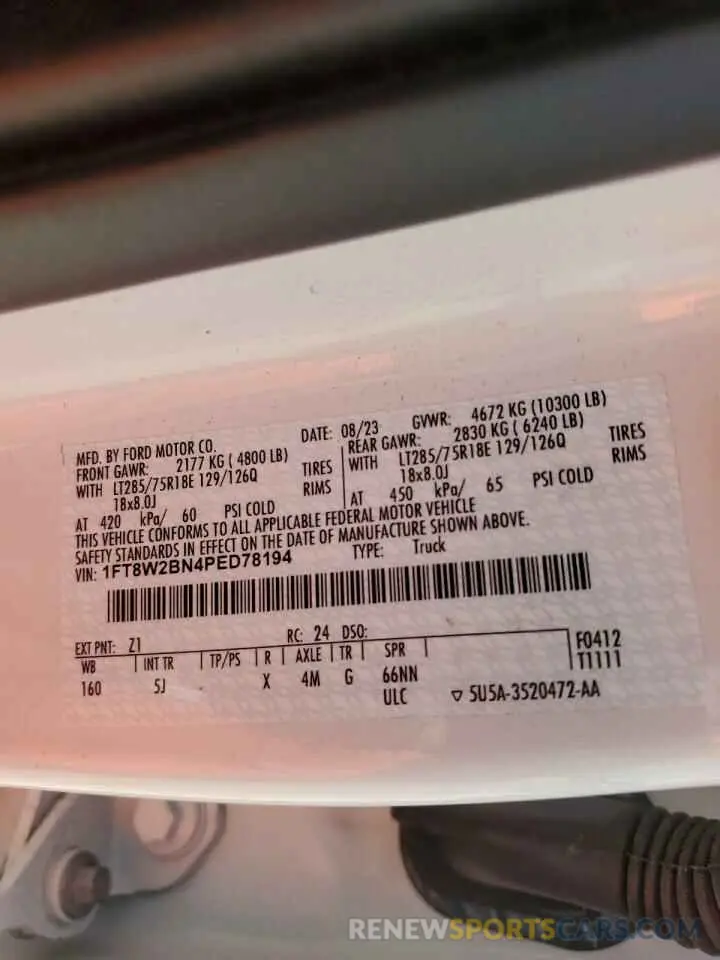 MFD. BY FORD MOTOR CO. DATE: 08/23 GVWR: 4672 KG (10300 LB)
FRONT GAWR: 2177 KG ( 4800 LB) REAR GAWR: 2830 KG ( 6240 LB)
WITH LT285/75R18E 129/126Q TIRES WITH LT285/75R18E 129/126Q TIRES
18x8.0J RIMS 18x8.0J RIMS
AT 420 kPa/ 60 PSI COLD AT 450 kPa/ 65 PSI COLD
THIS VEHICLE CONFORMS TO ALL APPLICABLE FEDERAL MOTOR VEHICLE
SAFETY STANDARDS IN EFFECT ON THE DATE OF MANUFACTURE SHOWN ABOVE.
VIN: 1FT8W2BN4PED78194 TYPE: Truck
EXT PNT: Z1 RC: 24 DSO: F0412
WB INT TR TP/PS R AXLE TR SPR T1111
160 5J X 4M G 66NN
ULC ▽ 5U5A-3520472-AA
RENEWSPORTSCARS.COM